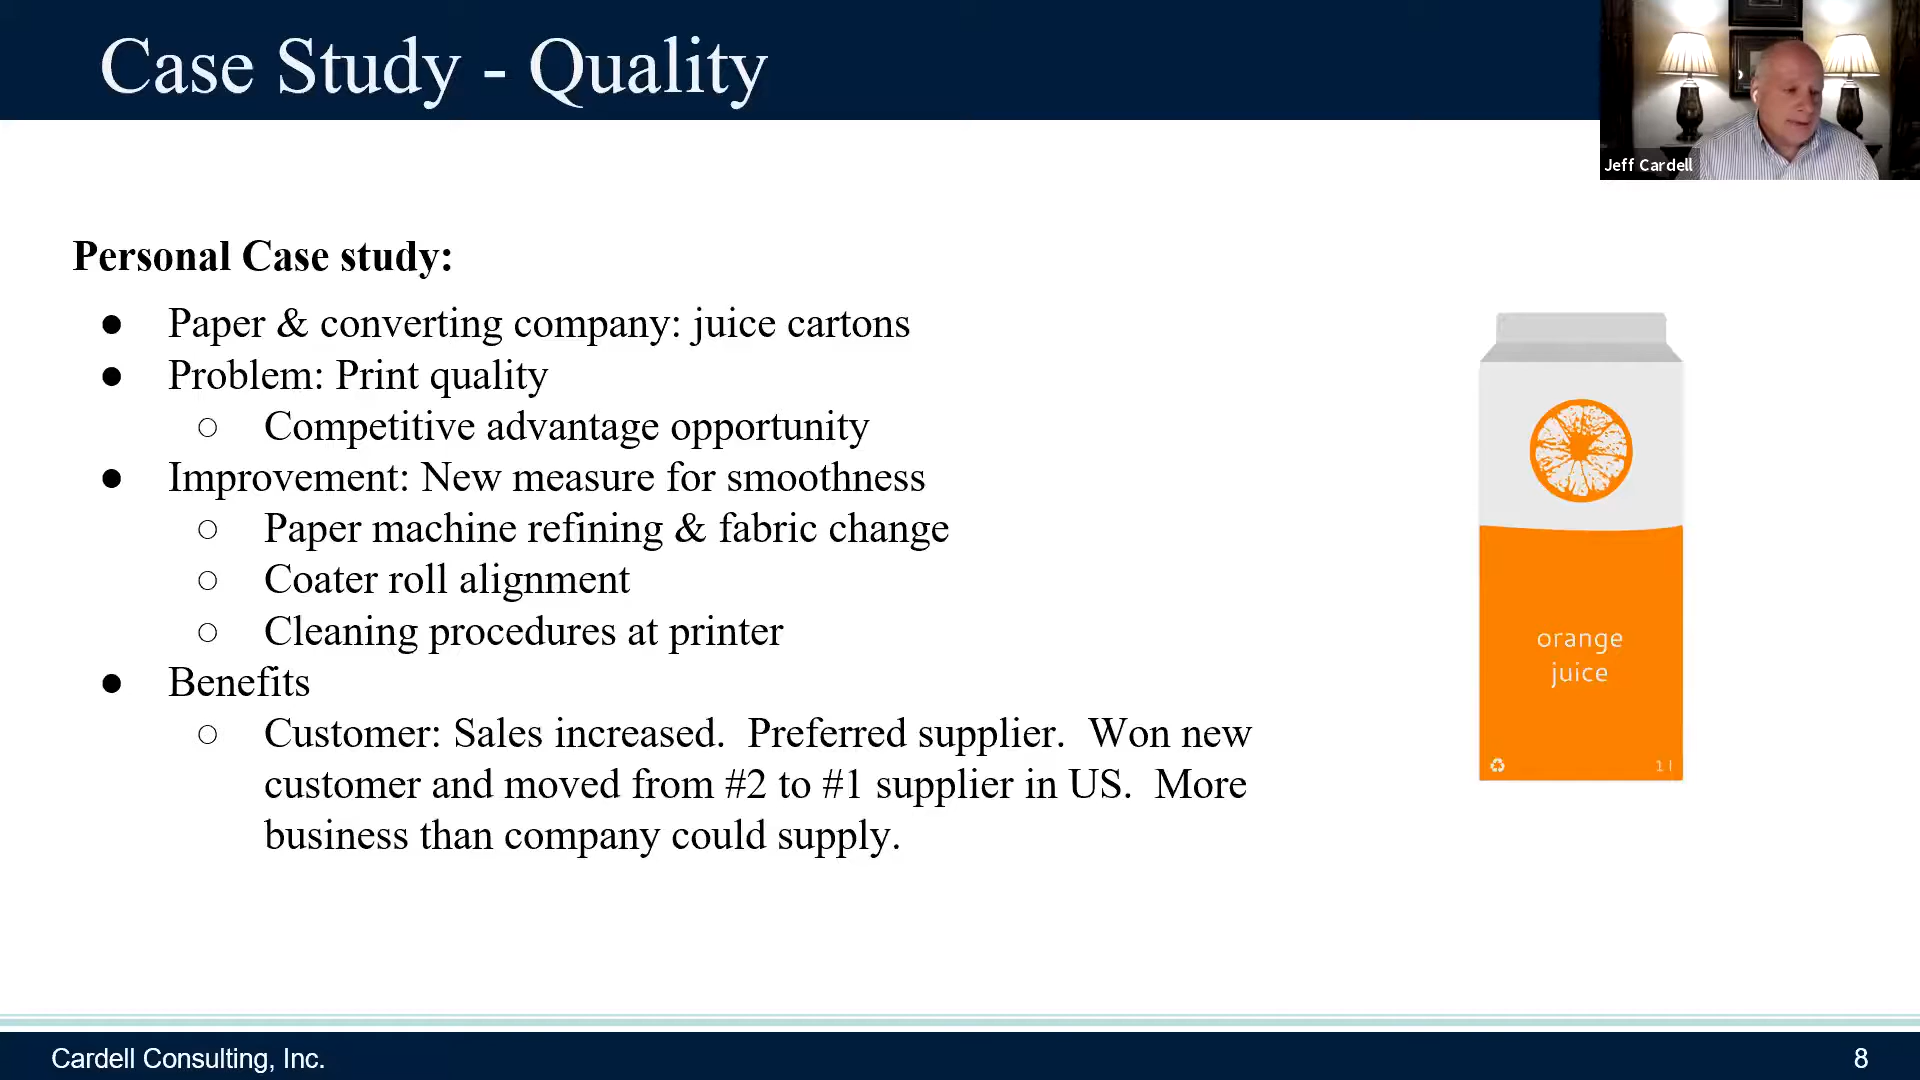 Case Study - Quality
Jeff Cardell
Personal Case study:
● Paper & converting company: juice cartons
● Problem: Print quality
○ Competitive advantage opportunity
● Improvement: New measure for smoothness
○ Paper machine refining & fabric change
○ Coater roll alignment
○ Cleaning procedures at printer
● Benefits
○ Customer: Sales increased.  Preferred supplier.  Won new
customer and moved from #2 to #1 supplier in US.  More
business than company could supply.
orange
juice
1 l
Cardell Consulting, Inc.
8